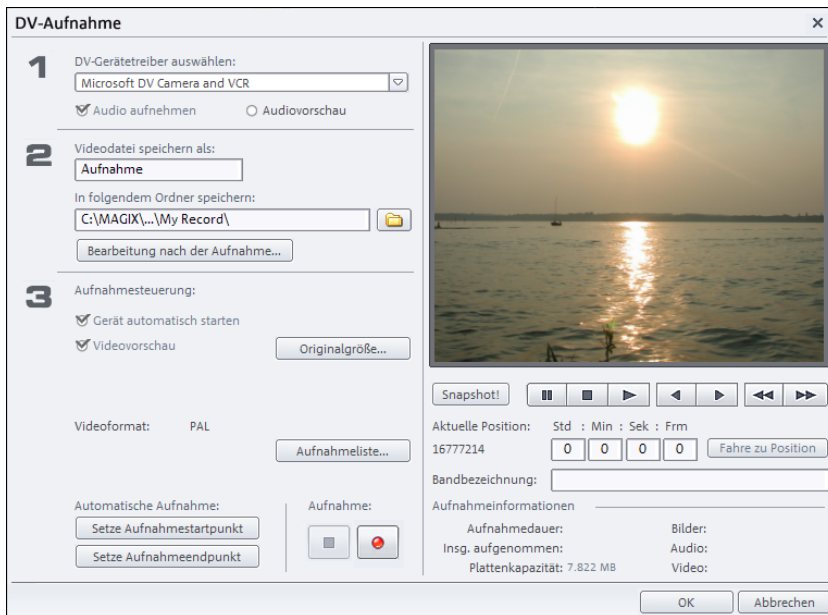 DV-Aufnahme
1
DV-Gerätetreiber auswählen:
Microsoft DV Camera and VCR
Audio aufnehmen
Audiovorschau
2
Videodatei speichern als:
Aufnahme
In folgendem Ordner speichern:
C:\MAGIX\...\My Record\
Bearbeitung nach der Aufnahme...
3
Aufnahmesteuerung:
Gerät automatisch starten
Videovorschau
Originalgröße...
Videoformat: PAL
Aufnahmeliste...
Automatische Aufnahme:
Setze Aufnahmestartpunkt
Setze Aufnahmeendpunkt
Aufnahme:
Snapshot!
Aktuelle Position: Std : Min : Sek : Frm
16777214 0 0 0 0 Fahre zu Position
Bandbezeichnung:
Aufnahmeinformationen
Aufnahmedauer: Bilder:
Insg. aufgenommen: Audio:
Plattenkapazität: 7.822 MB Video:
OK Abbrechen